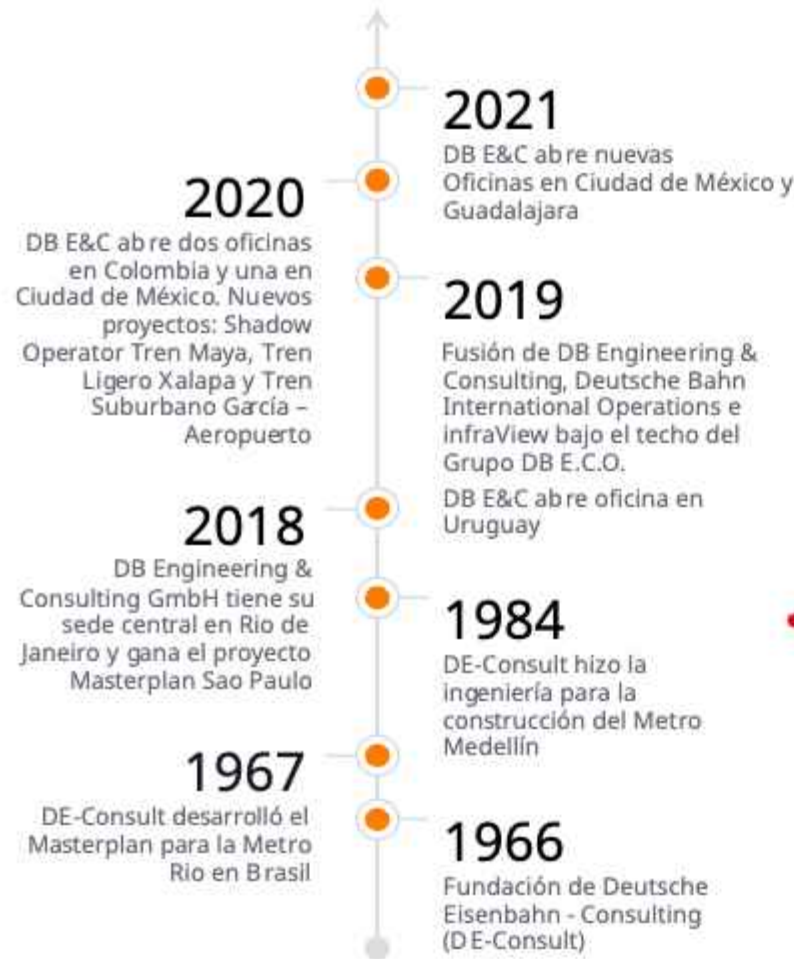 2021
DB E&C abre nuevas
Oficinas en Ciudad de México y
Guadalajara
2020
DB E&C abre dos oficinas
en Colombia y una en
Ciudad de México. Nuevos
proyectos: Shadow
Operator Tren Maya, Tren
Ligero Xalapa y Tren
Suburbano García –
Aeropuerto
2019
Fusión de DB Engineering &
Consulting, Deutsche Bahn
International Operations e
infraView bajo el techo del
Grupo DB E.C.O.
DB E&C abre oficina en
Uruguay
2018
DB Engineering &
Consulting GmbH tiene su
sede central en Rio de
Janeiro y gana el proyecto
Masterplan Sao Paulo
1984
DE-Consult hizo la
ingeniería para la
construcción del Metro
Medellín
1967
DE-Consult desarrolló el
Masterplan para la Metro
Rio en Brasil
1966
Fundación de Deutsche
Eisenbahn - Consulting
(DE-Consult)